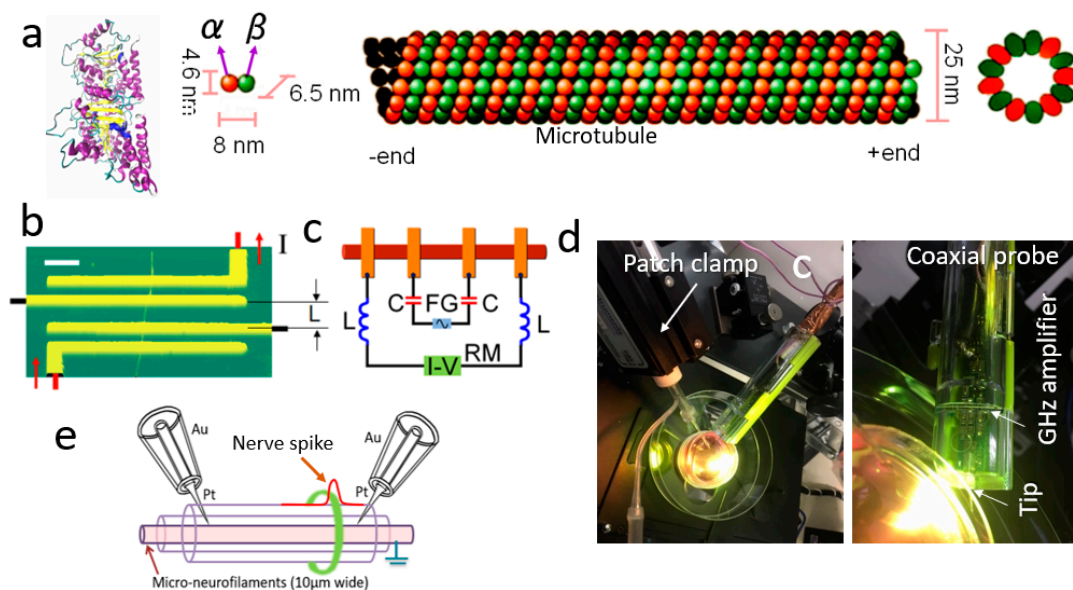 a
α β
4.6 nm
6.5 nm
8 nm
Microtubule
-end
+end
25 nm
b
I
L
c
C FG C
L
L
RM
I-V
d
Patch clamp
C
Coaxial probe
GHz amplifier
Tip
e
Au
Pt
Nerve spike
Au
Pt
Micro-neurofilaments (10μm wide)